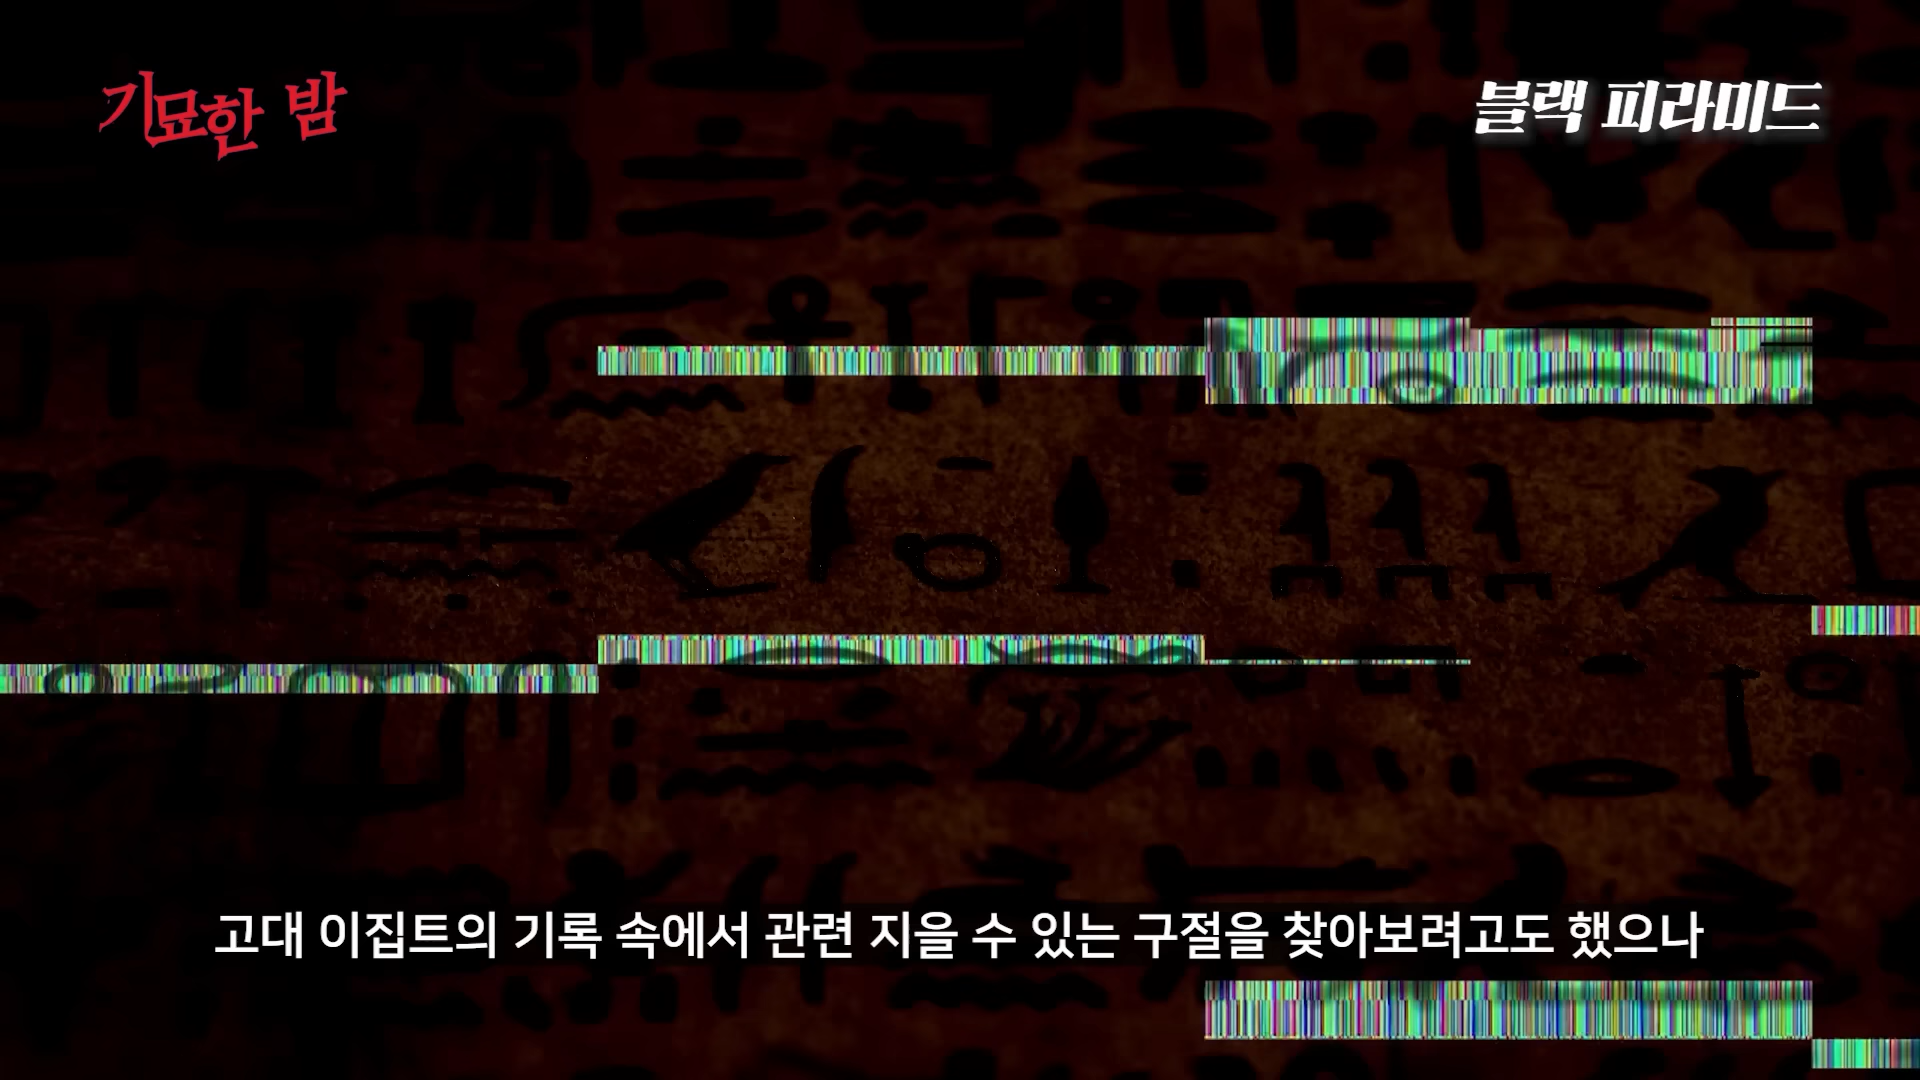 기묘한 밤
블랙 피라미드
고대 이집트의 기록 속에서 관련 지을 수 있는 구절을 찾아보려고도 했으나